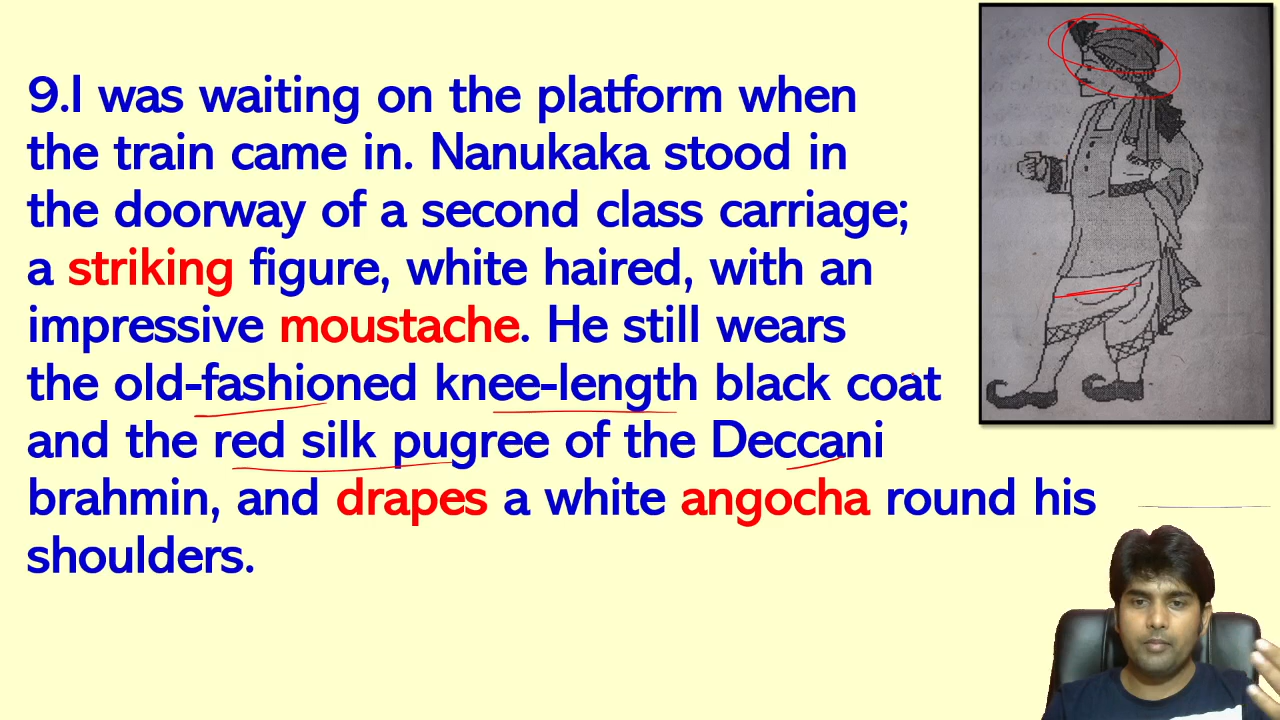 9.I was waiting on the platform when
the train came in. Nanukaka stood in
the doorway of a second class carriage;
a striking figure, white haired, with an
impressive moustache. He still wears
the old-fashioned knee-length black coat
and the red silk pugree of the Deccani
brahmin, and drapes a white angocha round his
shoulders.